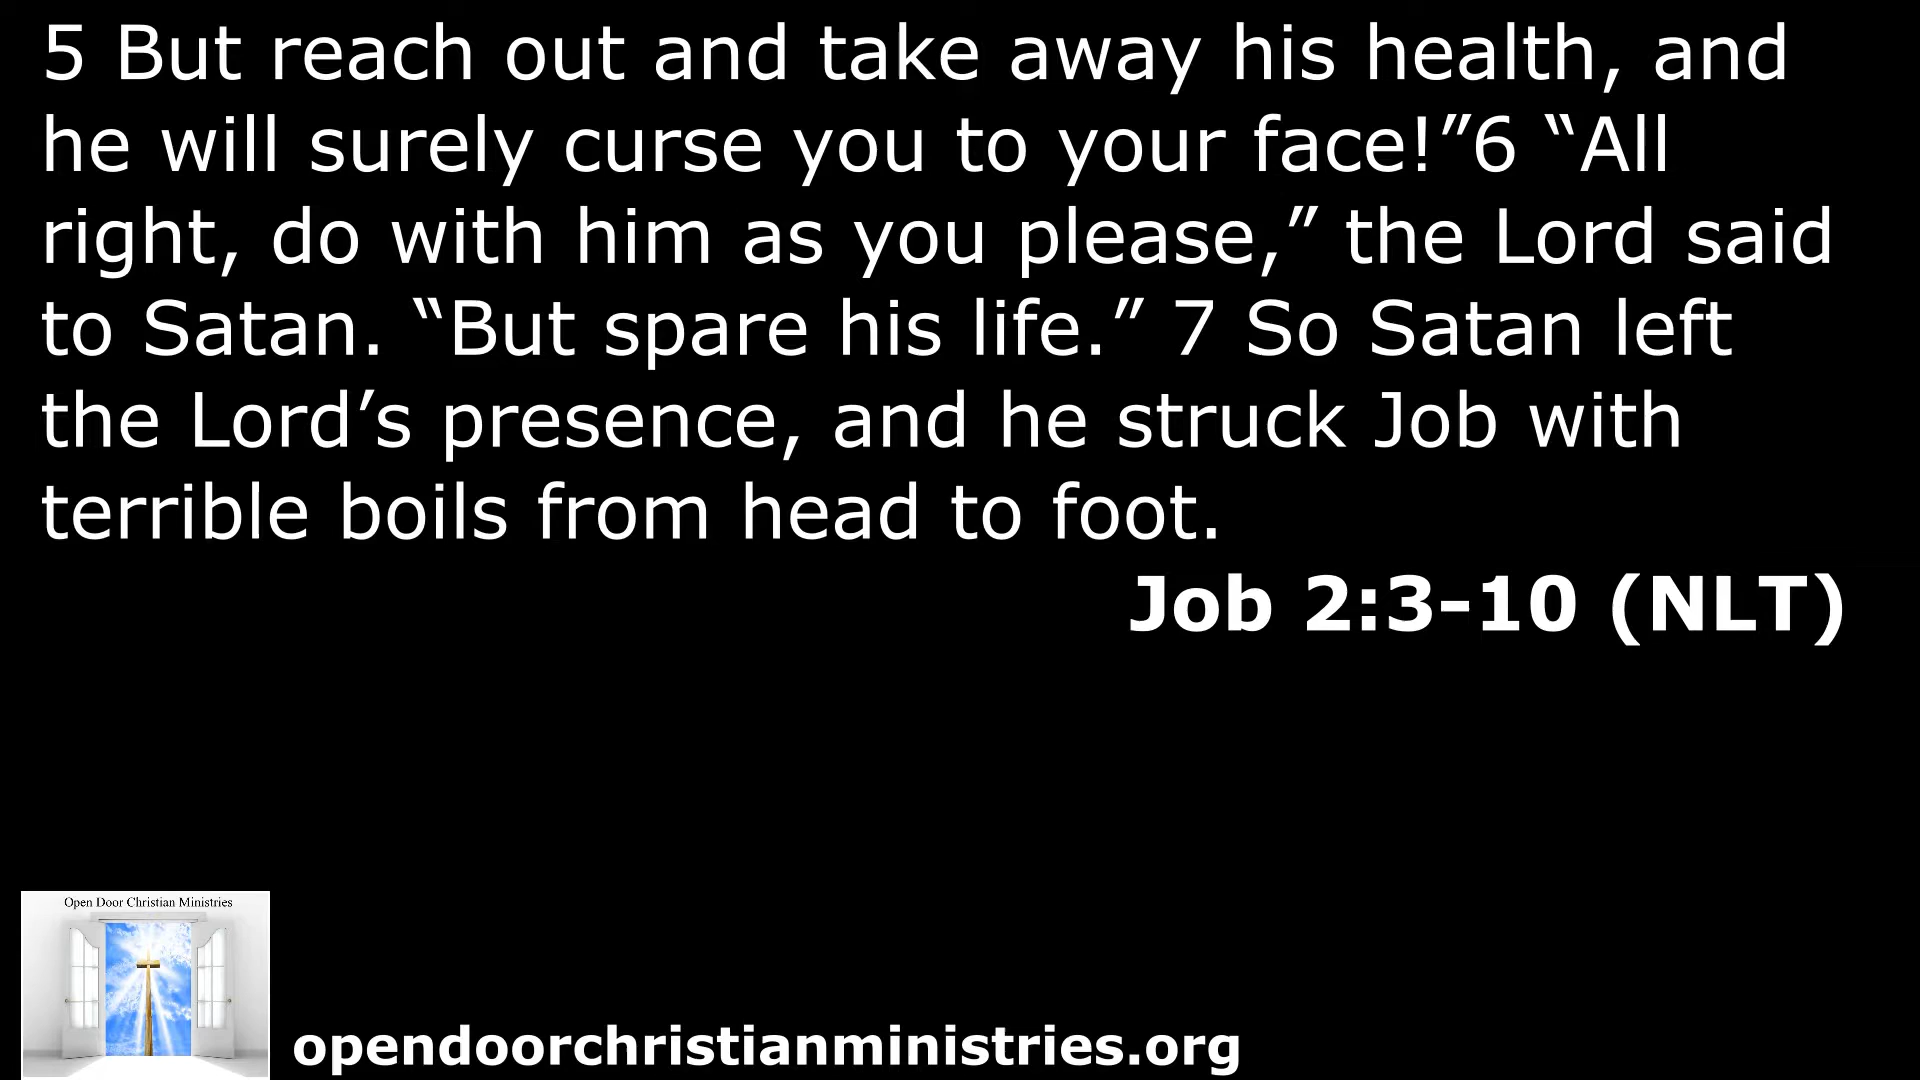 5 But reach out and take away his health, and
he will surely curse you to your face!”6 “All
right, do with him as you please,” the Lord said
to Satan. “But spare his life.” 7 So Satan left
the Lord’s presence, and he struck Job with
terrible boils from head to foot.
Job 2:3-10 (NLT)
Open Door Christian Ministries
opendoorchristianministries.org